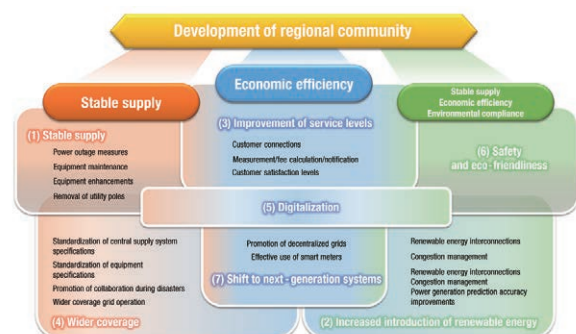 Development of regional community
Stable supply
Economic efficiency
Stable supply
Economic efficiency
Environmental compliance
(1) Stable supply
Power outage measures
Equipment maintenance
Equipment enhancements
Removal of utility poles
(3) Improvement of service levels
Customer connections
Measurement/fee calculation/notification
Customer satisfaction levels
(6) Safety
and eco-friendliness
(5) Digitalization
Standardization of central supply system
specifications
Standardization of equipment
specifications
Promotion of collaboration during disasters
Wider coverage grid operation
(4) Wider coverage
Promotion of decentralized grids
Effective use of smart meters
(7) Shift to next-generation systems
Renewable energy interconnections
Congestion management
Renewable energy interconnections
Congestion management
Power generation prediction accuracy
improvements
(2) Increased introduction of renewable energy